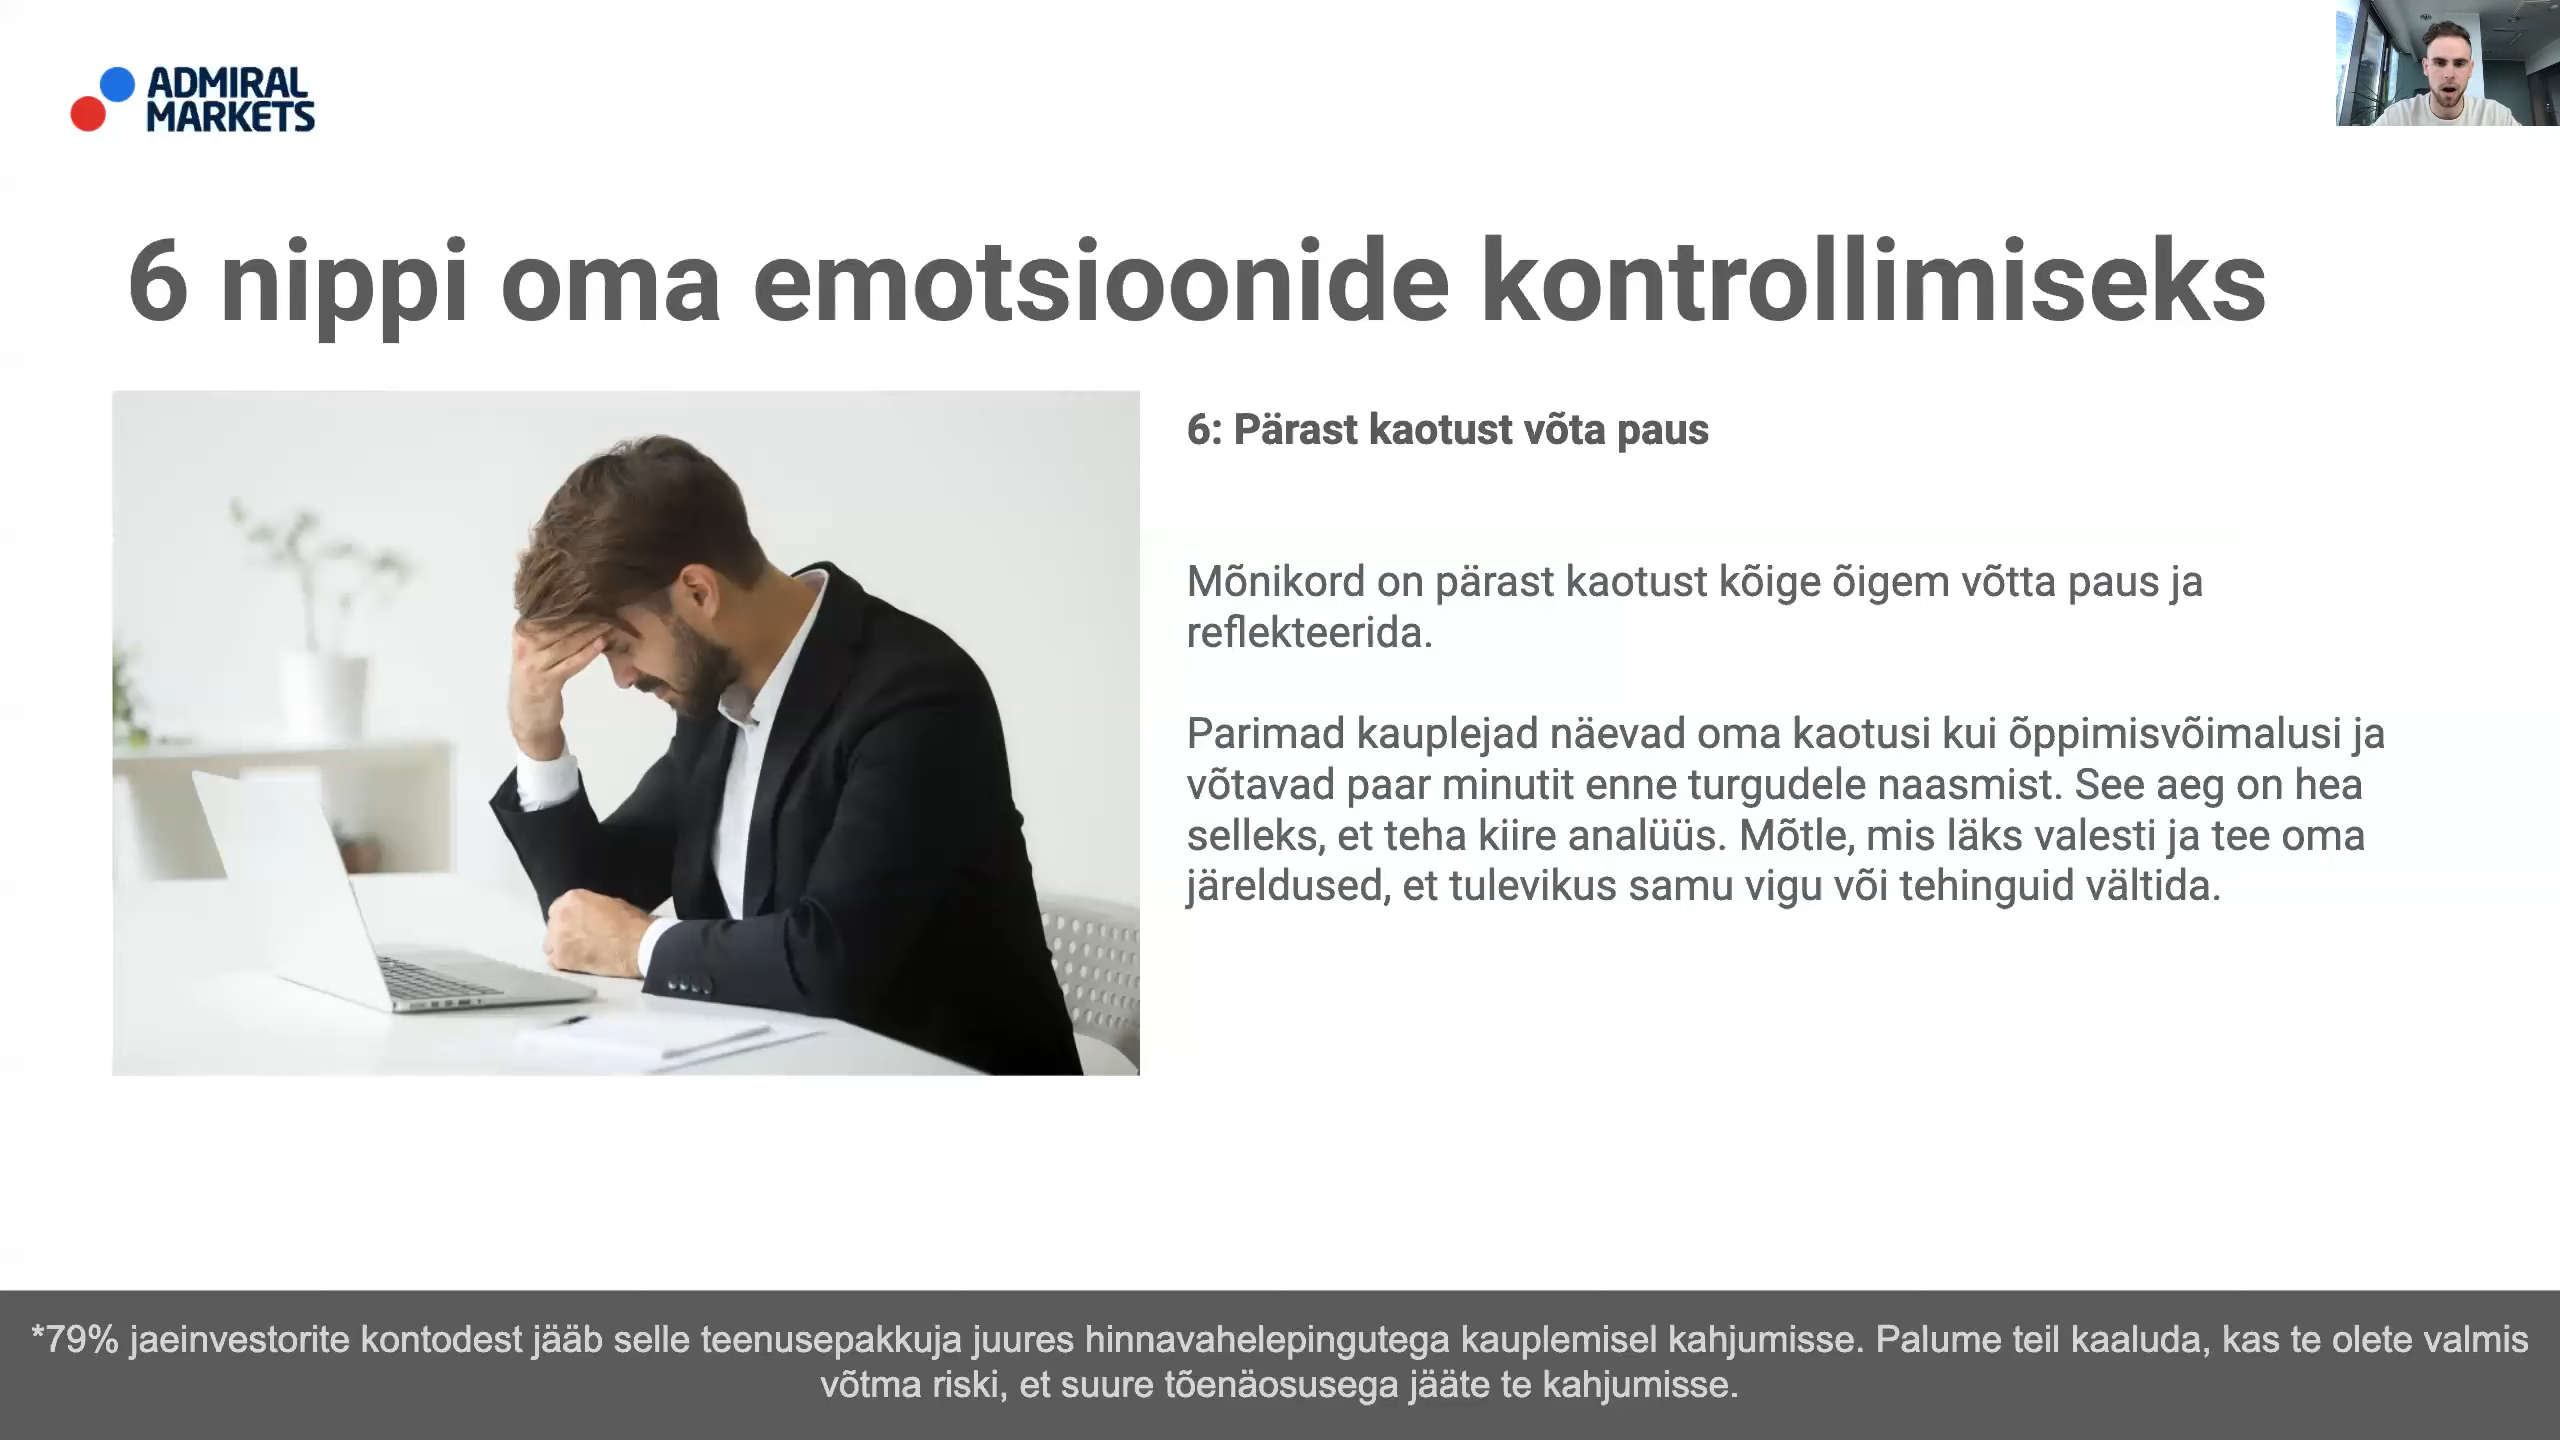 ADMIRAL
MARKETS
6 nippi oma emotsioonide kontrollimiseks
6: Pärast kaotust võta paus
Mõnikord on pärast kaotust kõige õigem võtta paus ja
reflekteerida.
Parimad kauplejad näevad oma kaotusi kui õppimisvõimalusi ja
võtavad paar minutit enne turgudele naasmist. See aeg on hea
selleks, et teha kiire analüüs. Mõtle, mis läks valesti ja tee oma
järeldused, et tulevikus samu vigu või tehinguid vältida.
*79% jaeinvestorite kontodest jääb selle teenusepakkuja juures hinnavahelepingutega kauplemisel kahjumisse. Palume teil kaaluda, kas te olete valmis
võtma riski, et suure tõenäosusega jääte te kahjumisse.